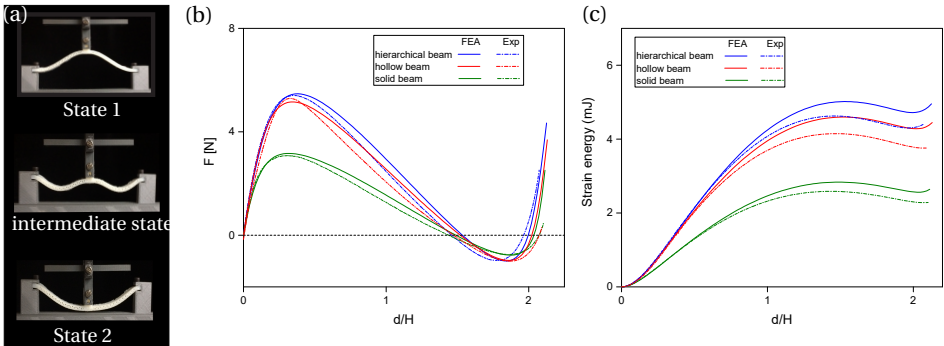 (a)
State 1
intermediate state
State 2
(b)
8
4
0
F [N]
FEA Exp
hierarchical beam
hollow beam
solid beam
0 1 2
d/H
(c)
6
4
2
0
Strain energy (mJ)
FEA Exp
hierarchical beam
hollow beam
solid beam
0 1 2
d/H